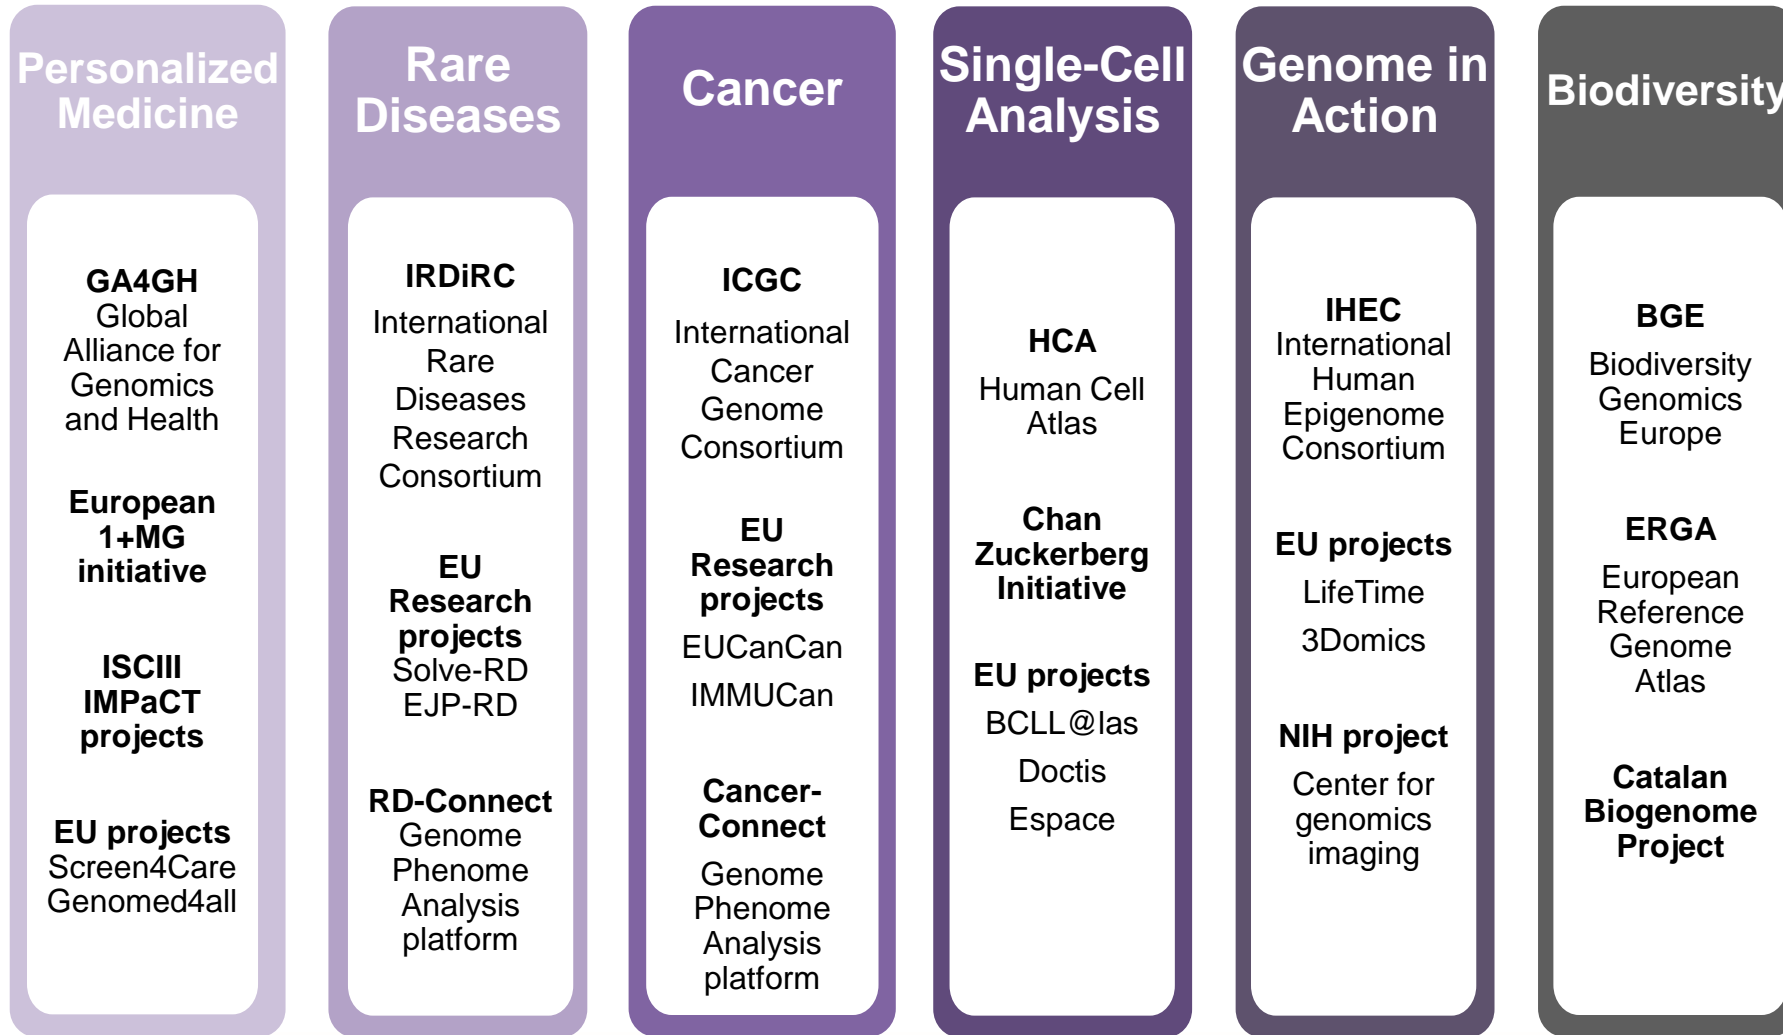 Personalized
Medicine
GA4GH
Global
Alliance for
Genomics
and Health
European
1+MG
initiative
ISCIII
IMPaCT
projects
EU projects
Screen4Care
Genomed4all
Rare
Diseases
IRDiRC
International
Rare
Diseases
Research
Consortium
EU
Research
projects
Solve-RD
EJP-RD
RD-Connect
Genome
Phenome
Analysis
platform
Cancer
ICGC
International
Cancer
Genome
Consortium
EU
Research
projects
EUCanCan
IMMUCan
Cancer-
Connect
Genome
Phenome
Analysis
platform
Single-Cell
Analysis
HCA
Human Cell
Atlas
Chan
Zuckerberg
Initiative
EU projects
BCLL@las
Doctis
Espace
Genome in
Action
IHEC
International
Human
Epigenome
Consortium
EU projects
LifeTime
3Domics
NIH project
Center for
genomics
imaging
Biodiversity
BGE
Biodiversity
Genomics
Europe
ERGA
European
Reference
Genome
Atlas
Catalan
Biogenome
Project